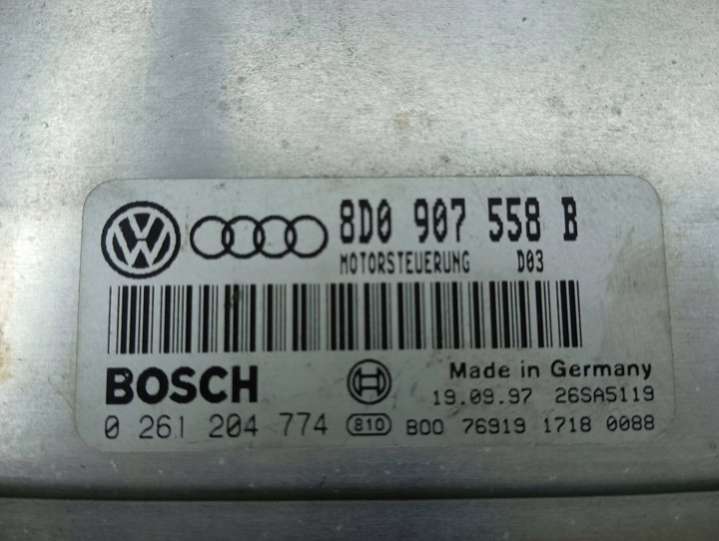 8D0 907 558 B
MOTORSTEUERUNG D03
BOSCH
Made in Germany
19.09.97 26SA5119
0 261 204 774 810 B00 76919 1718 0088